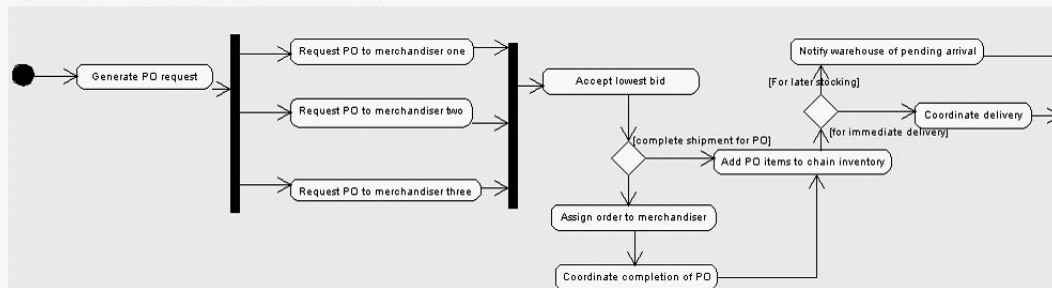 Generate PO request
Request PO to merchandiser one
Request PO to merchandiser two
Request PO to merchandiser three
Accept lowest bid
[complete shipment for PO]
Assign order to merchandiser
Coordinate completion of PO
Add PO items to chain inventory
Notify warehouse of pending arrival
[For later stocking]
Coordinate delivery
[for immediate delivery]